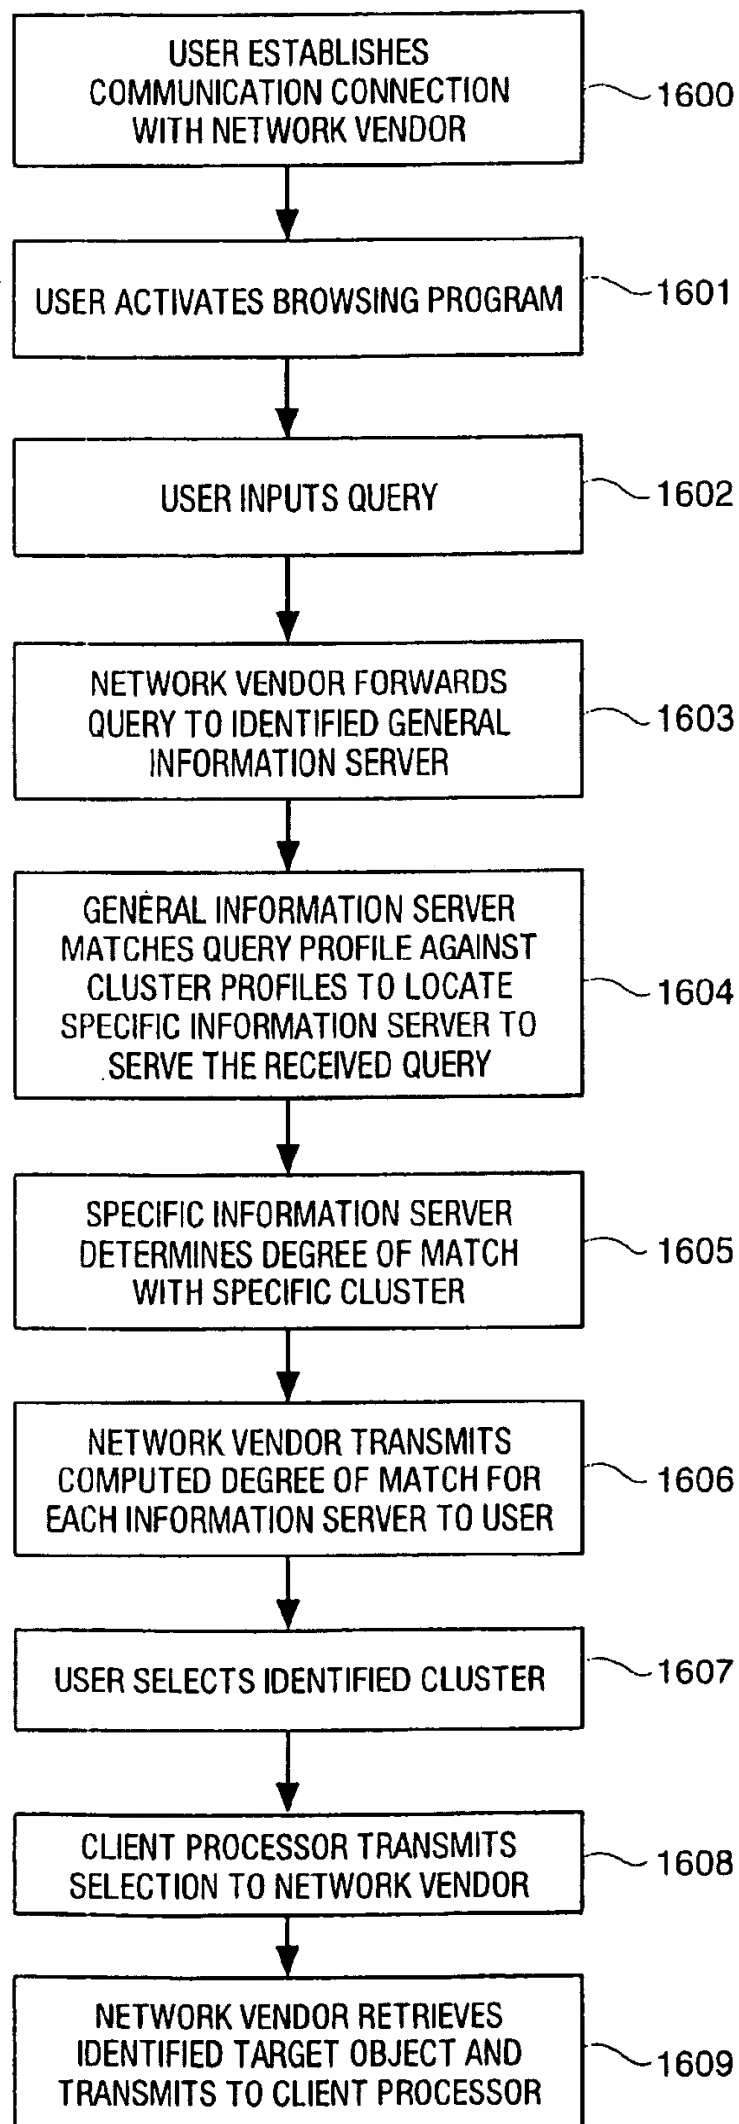 USER ESTABLISHES
COMMUNICATION CONNECTION
WITH NETWORK VENDOR
1600
USER ACTIVATES BROWSING PROGRAM
1601
USER INPUTS QUERY
1602
NETWORK VENDOR FORWARDS
QUERY TO IDENTIFIED GENERAL
INFORMATION SERVER
1603
GENERAL INFORMATION SERVER
MATCHES QUERY PROFILE AGAINST
CLUSTER PROFILES TO LOCATE
SPECIFIC INFORMATION SERVER TO
SERVE THE RECEIVED QUERY
1604
SPECIFIC INFORMATION SERVER
DETERMINES DEGREE OF MATCH
WITH SPECIFIC CLUSTER
1605
NETWORK VENDOR TRANSMITS
COMPUTED DEGREE OF MATCH FOR
EACH INFORMATION SERVER TO USER
1606
USER SELECTS IDENTIFIED CLUSTER
1607
CLIENT PROCESSOR TRANSMITS
SELECTION TO NETWORK VENDOR
1608
NETWORK VENDOR RETRIEVES
IDENTIFIED TARGET OBJECT AND
TRANSMITS TO CLIENT PROCESSOR
1609